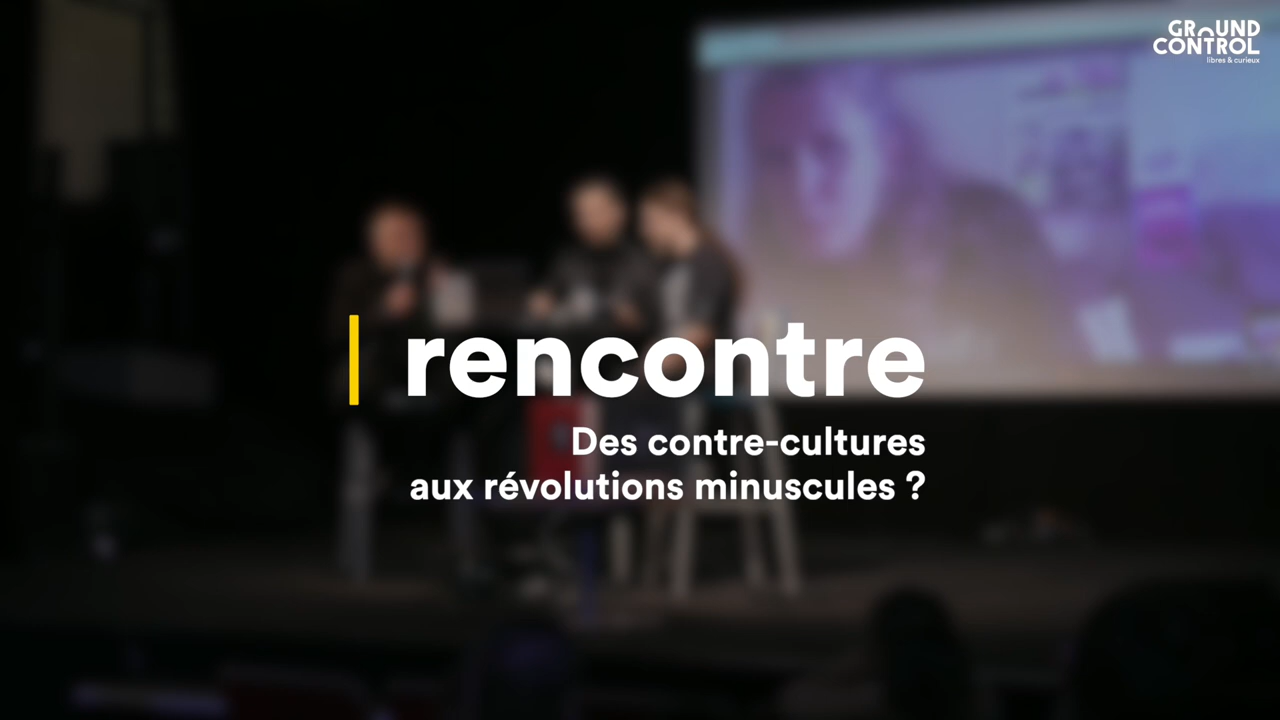 GROUND
CONTROL
libres & curieux
rencontre
Des contre-cultures
aux révolutions minuscules ?